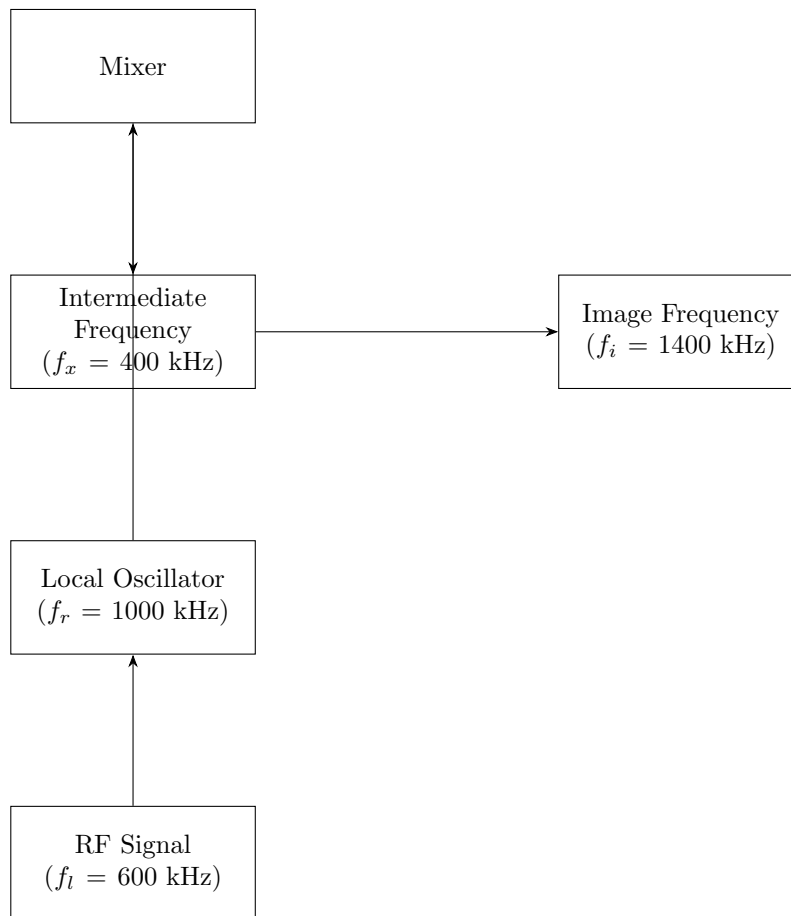 Mixer
Intermediate
Frequency
(f_x = 400 kHz)
Image Frequency
(f_i = 1400 kHz)
Local Oscillator
(f_r = 1000 kHz)
RF Signal
(f_l = 600 kHz)